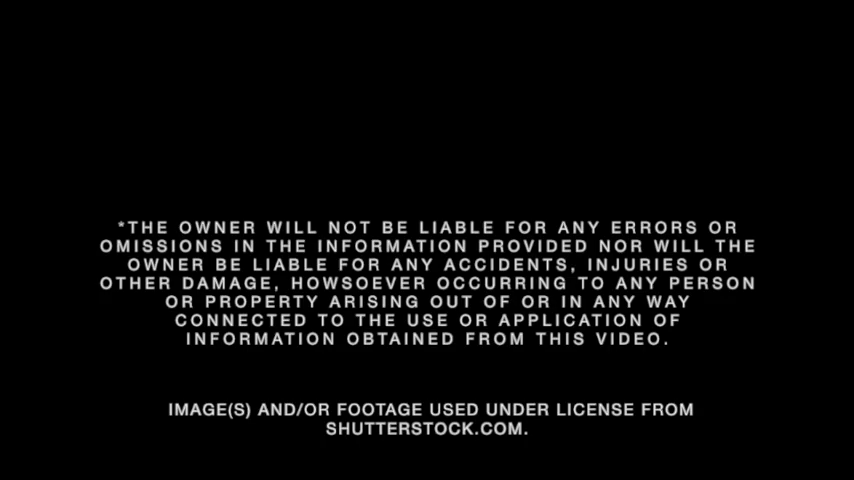 *THE OWNER WILL NOT BE LIABLE FOR ANY ERRORS OR
OMISSIONS IN THE INFORMATION PROVIDED NOR WILL THE
OWNER BE LIABLE FOR ANY ACCIDENTS, INJURIES OR
OTHER DAMAGE, HOWSOEVER OCCURRING TO ANY PERSON
OR PROPERTY ARISING OUT OF OR IN ANY WAY
CONNECTED TO THE USE OR APPLICATION OF
INFORMATION OBTAINED FROM THIS VIDEO.
IMAGE(S) AND/OR FOOTAGE USED UNDER LICENSE FROM
SHUTTERSTOCK.COM.